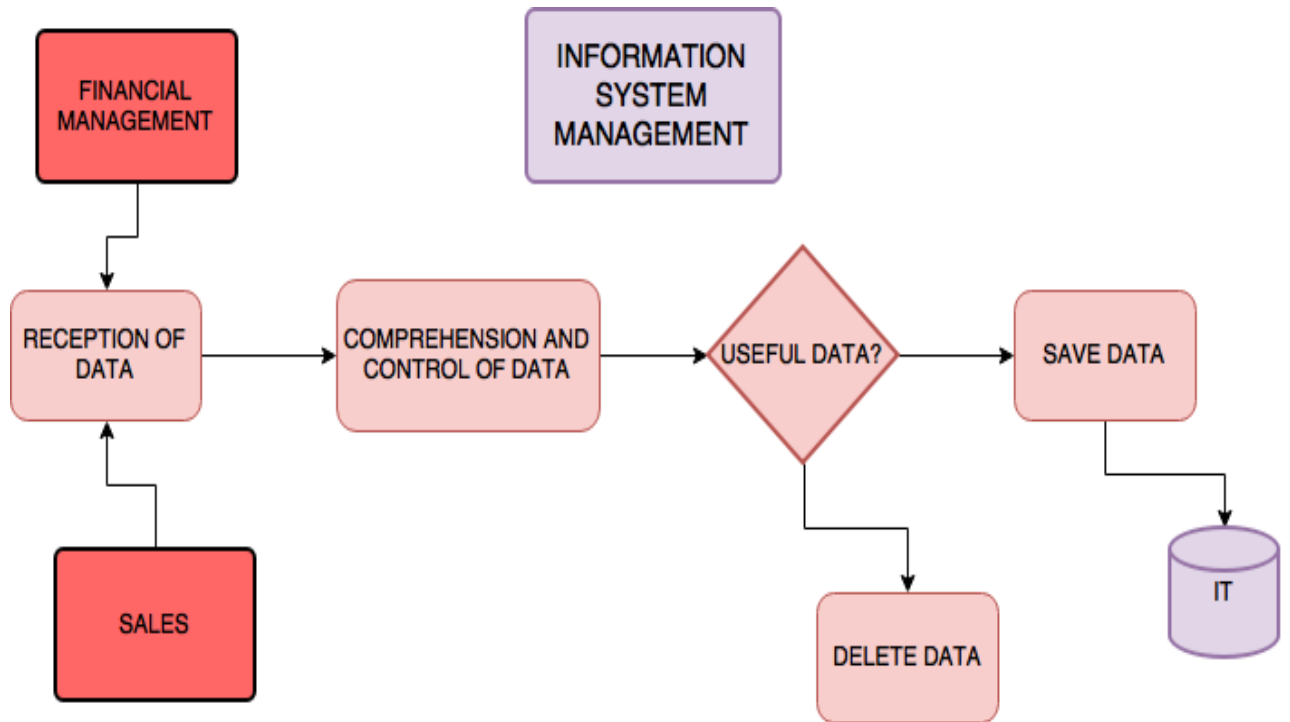 FINANCIAL
MANAGEMENT
INFORMATION
SYSTEM
MANAGEMENT
RECEPTION OF
DATA
COMPREHENSION AND
CONTROL OF DATA
USEFUL DATA?
SAVE DATA
SALES
DELETE DATA
IT